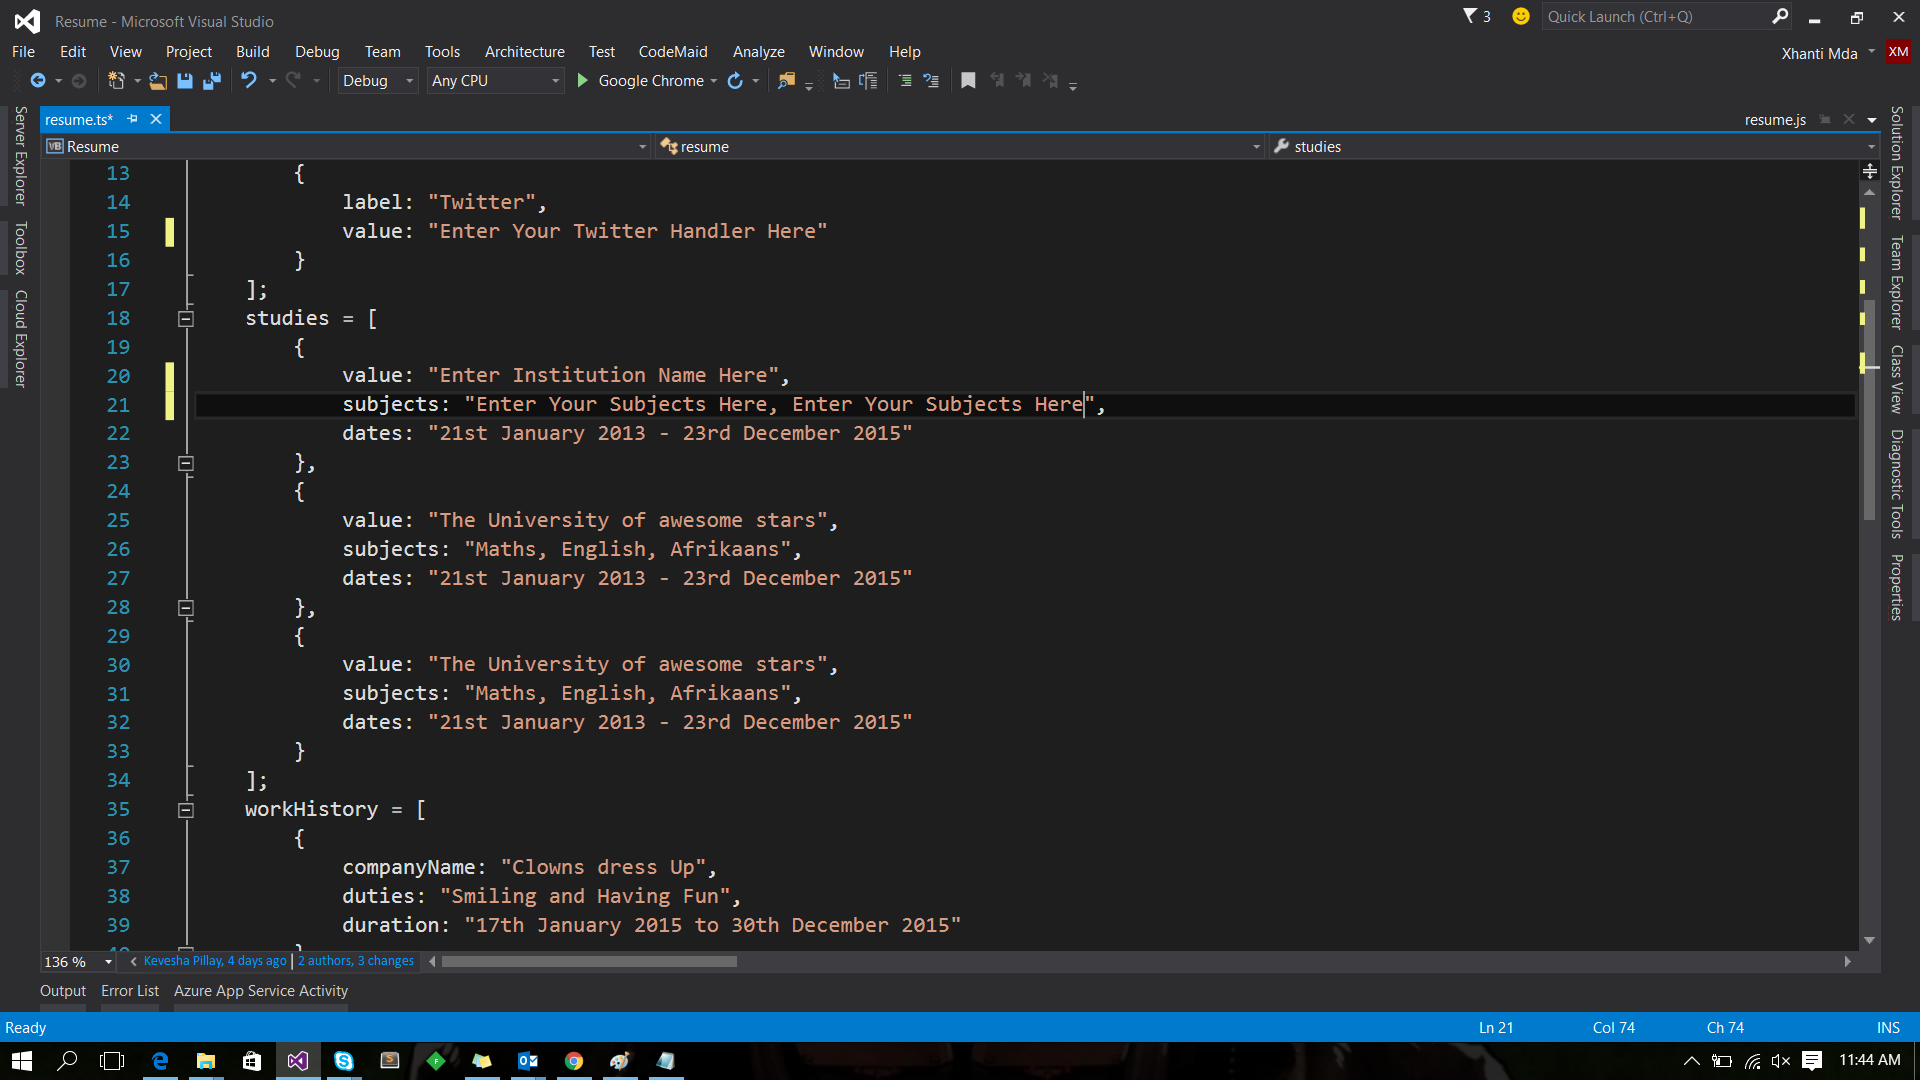 Resume - Microsoft Visual Studio
3
Quick Launch (Ctrl+Q)
File Edit View Project Build Debug Team Tools Architecture Test CodeMaid Analyze Window Help
Xhanti Mda XM
Debug Any CPU Google Chrome
Server Explorer
Toolbox
Cloud Explorer
resume.ts*
resume.js
VB Resume
resume
studies
13 {
14 label: "Twitter",
15 value: "Enter Your Twitter Handler Here"
16 }
17 ];
18 studies = [
19 {
20 value: "Enter Institution Name Here",
21 subjects: "Enter Your Subjects Here, Enter Your Subjects Here",
22 dates: "21st January 2013 - 23rd December 2015"
23 },
24 {
25 value: "The University of awesome stars",
26 subjects: "Maths, English, Afrikaans",
27 dates: "21st January 2013 - 23rd December 2015"
28 },
29 {
30 value: "The University of awesome stars",
31 subjects: "Maths, English, Afrikaans",
32 dates: "21st January 2013 - 23rd December 2015"
33 }
34 ];
35 workHistory = [
36 {
37 companyName: "Clowns dress Up",
38 duties: "Smiling and Having Fun",
39 duration: "17th January 2015 to 30th December 2015"
Solution Explorer
Team Explorer
Class View
Diagnostic Tools
Properties
136 %
Kevesha Pillay, 4 days ago | 2 authors, 3 changes
Output Error List Azure App Service Activity
Ready
Ln 21 Col 74 Ch 74 INS
11:44 AM